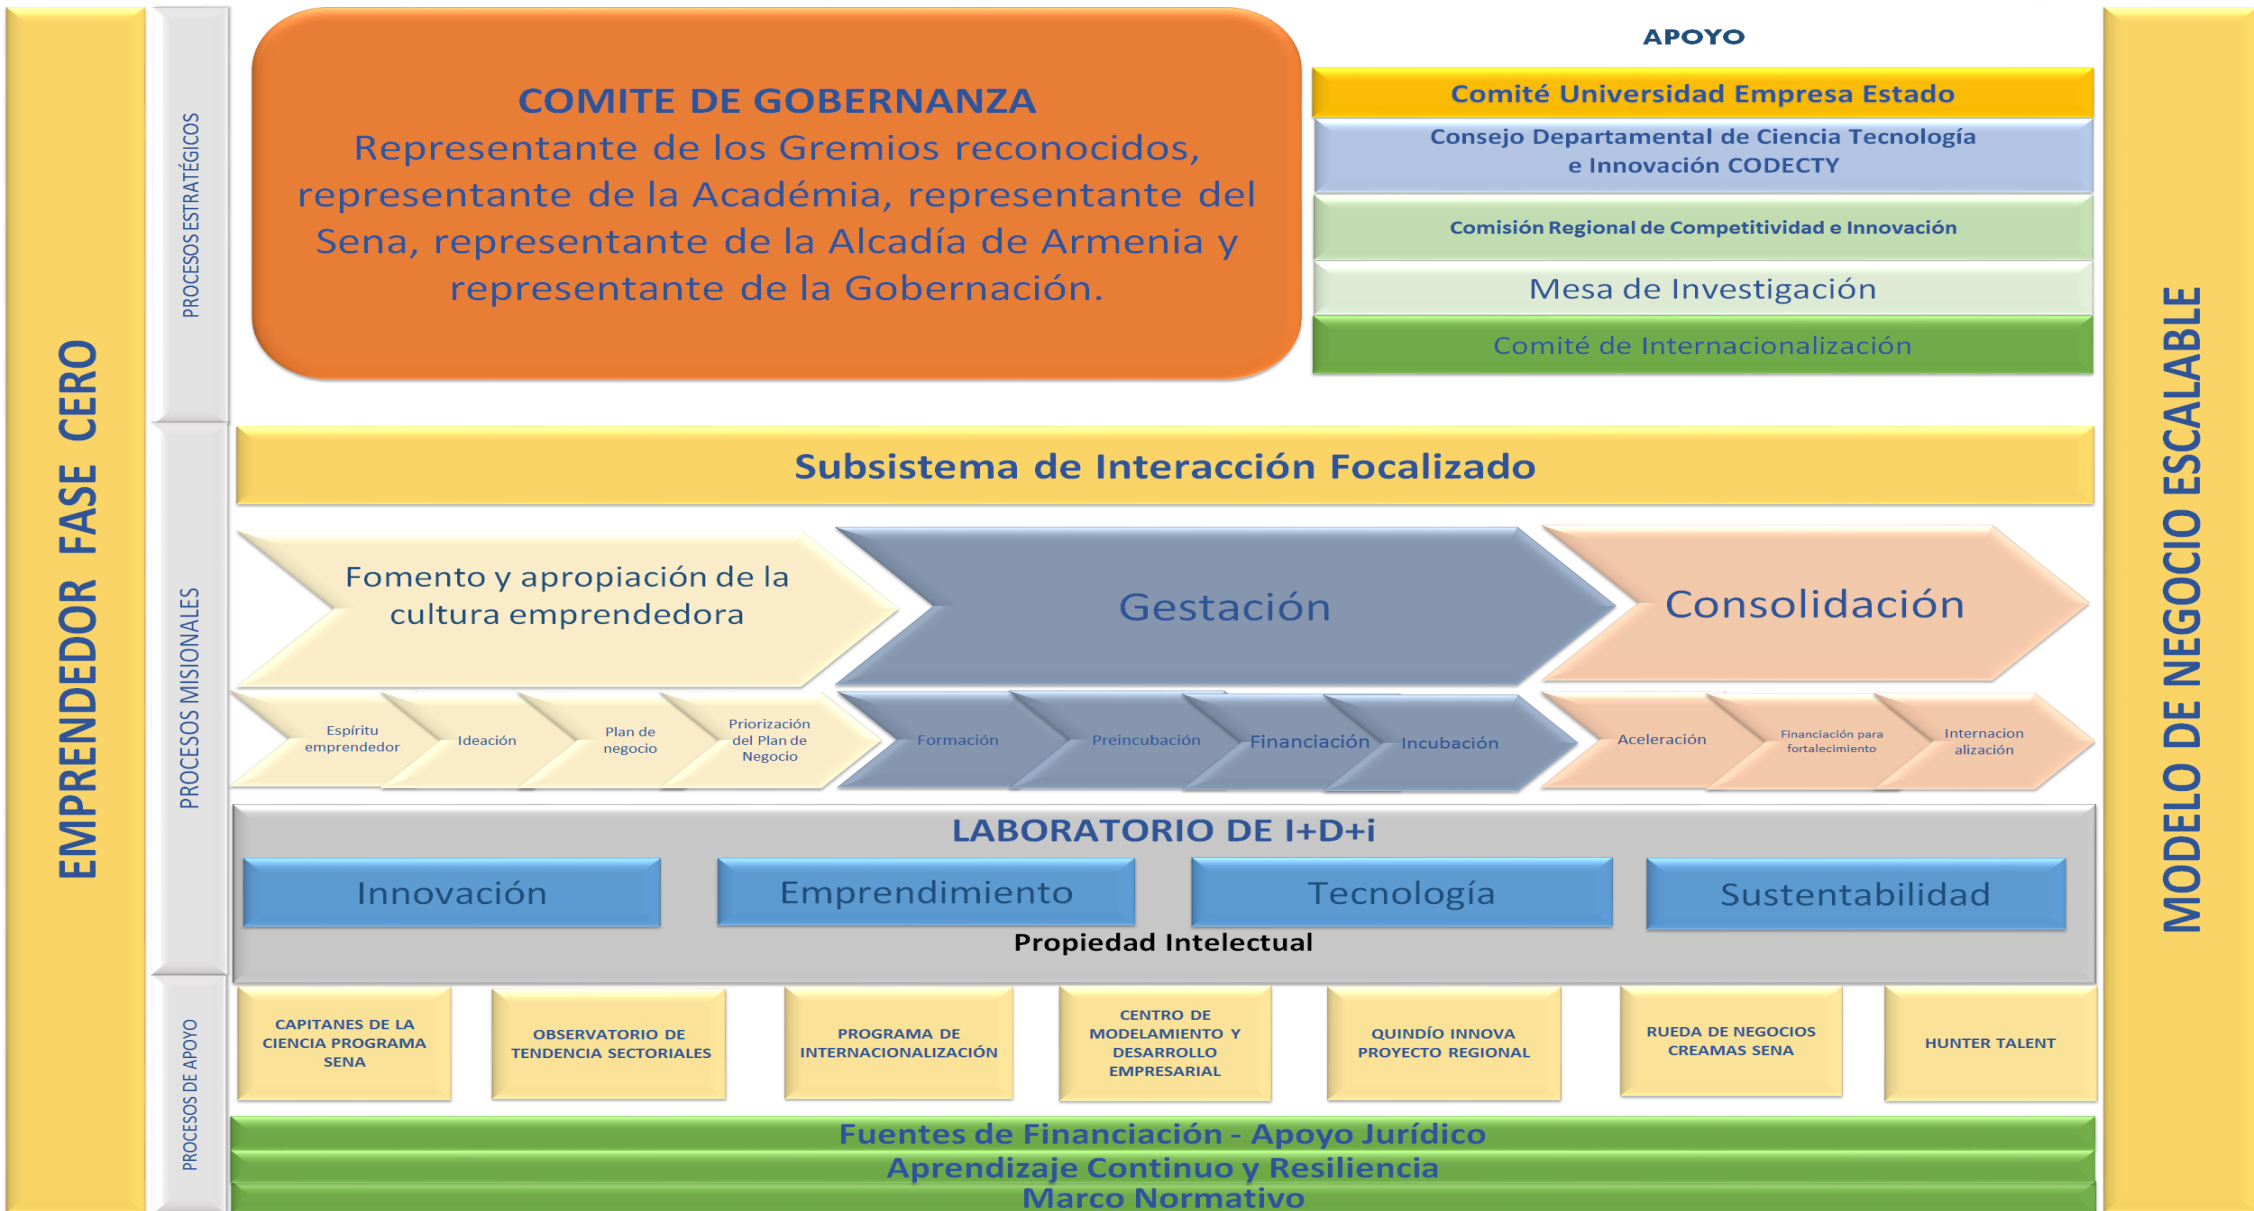 EMPRENDEDOR FASE CERO
PROCESOS ESTRATÉGICOS
COMITE DE GOBERNANZA
Representante de los Gremios reconocidos,
representante de la Académia, representante del
Sena, representante de la Alcadía de Armenia y
representante de la Gobernación.
APOYO
Comité Universidad Empresa Estado
Consejo Departamental de Ciencia Tecnología
e Innovación CODECTY
Comisión Regional de Competitividad e Innovación
Mesa de Investigación
Comité de Internacionalización
MODELO DE NEGOCIO ESCALABLE
PROCESOS MISIONALES
Subsistema de Interacción Focalizado
Fomento y apropiación de la
cultura emprendedora
Gestación
Consolidación
Espíritu
emprendedor
Ideación
Plan de
negocio
Priorización
del Plan de
Negocio
Formación
Preincubación
Financiación
Incubación
Aceleración
Financiación para
fortalecimiento
Internacion
alización
LABORATORIO DE I+D+i
Innovación
Emprendimiento
Tecnología
Sustentabilidad
Propiedad Intelectual
PROCESOS DE APOYO
CAPITANES DE LA
CIENCIA PROGRAMA
SENA
OBSERVATORIO DE
TENDENCIA SECTORIALES
PROGRAMA DE
INTERNACIONALIZACIÓN
CENTRO DE
MODELAMIENTO Y
DESARROLLO
EMPRESARIAL
QUINDÍO INNOVA
PROYECTO REGIONAL
RUEDA DE NEGOCIOS
CREAMAS SENA
HUNTER TALENT
Fuentes de Financiación - Apoyo Jurídico
Aprendizaje Continuo y Resiliencia
Marco Normativo